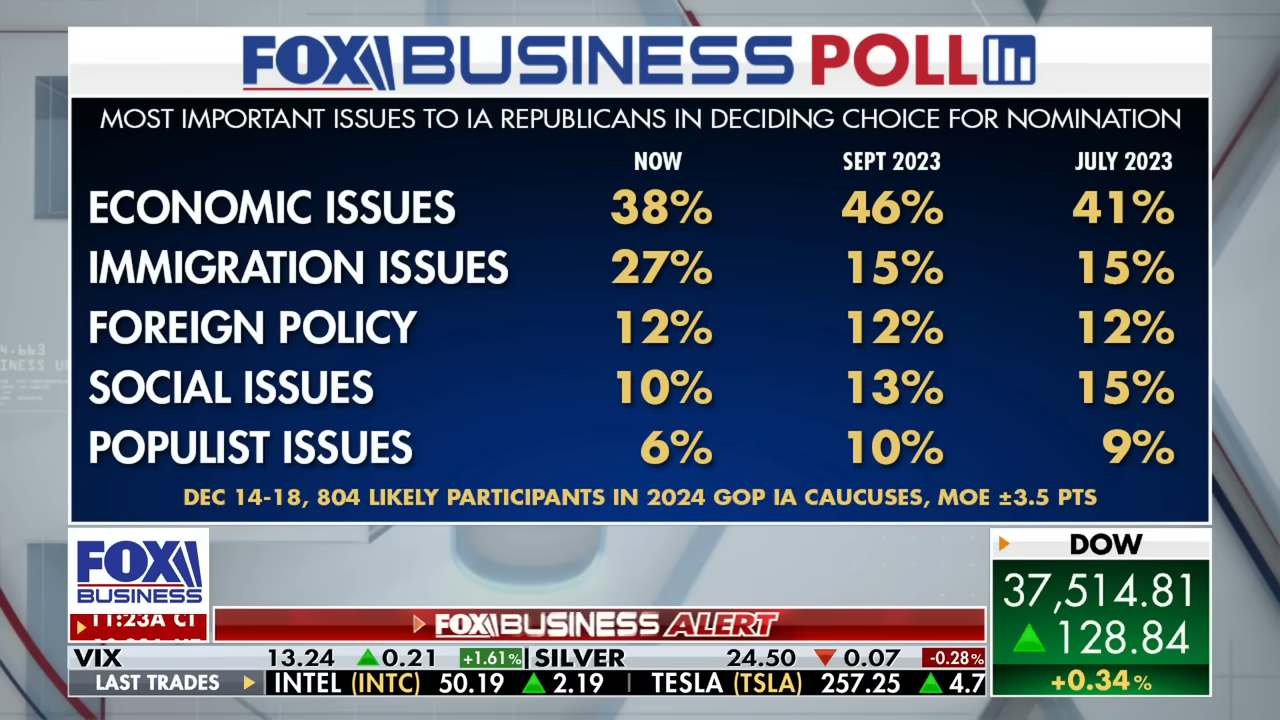 FOX BUSINESS POLL
MOST IMPORTANT ISSUES TO IA REPUBLICANS IN DECIDING CHOICE FOR NOMINATION
NOW SEPT 2023 JULY 2023
ECONOMIC ISSUES 38% 46% 41%
IMMIGRATION ISSUES 27% 15% 15%
FOREIGN POLICY 12% 12% 12%
SOCIAL ISSUES 10% 13% 15%
POPULIST ISSUES 6% 10% 9%
DEC 14-18, 804 LIKELY PARTICIPANTS IN 2024 GOP IA CAUCUSES, MOE ±3.5 PTS
FOX BUSINESS
11:23A CT
FOX BUSINESS ALERT
DOW
37,514.81
128.84
+0.34%
VIX 13.24 0.21 +1.61% SILVER 24.50 0.07 -0.28%
LAST TRADES INTEL (INTC) 50.19 2.19 TESLA (TSLA) 257.25 4.7